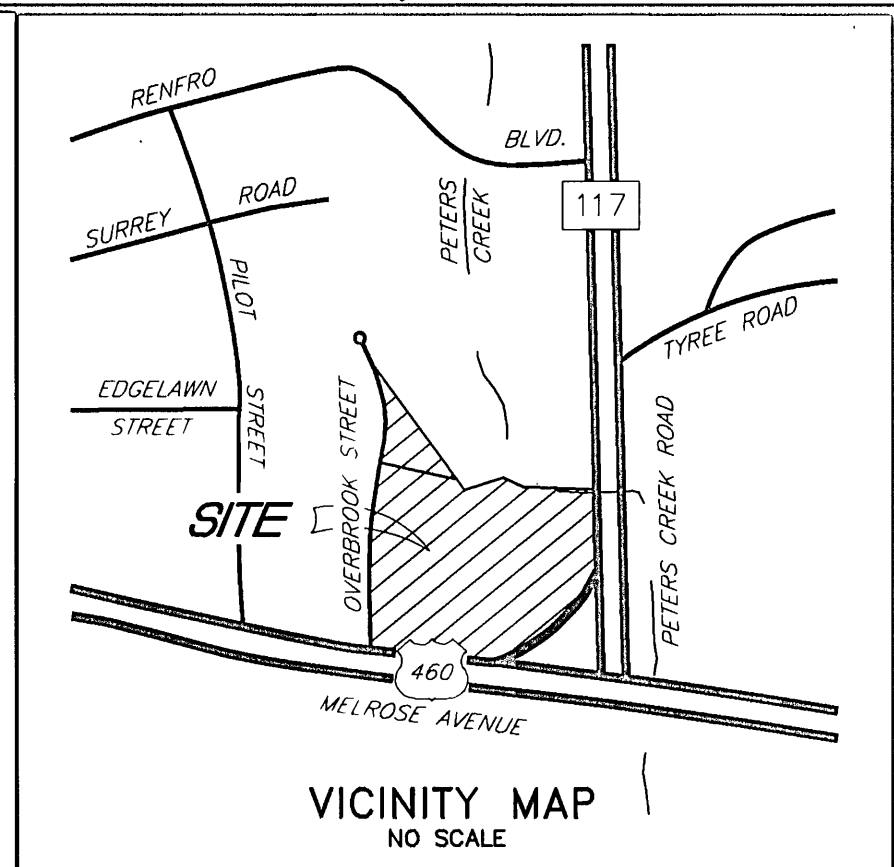 RENFRO
BLVD.
PETERS
CREEK
117
SURREY
ROAD
PILOT
STREET
TYREE ROAD
EDGELAWN
STREET
OVERBROOK STREET
PETERS CREEK ROAD
SITE
460
MELROSE AVENUE
VICINITY MAP
NO SCALE